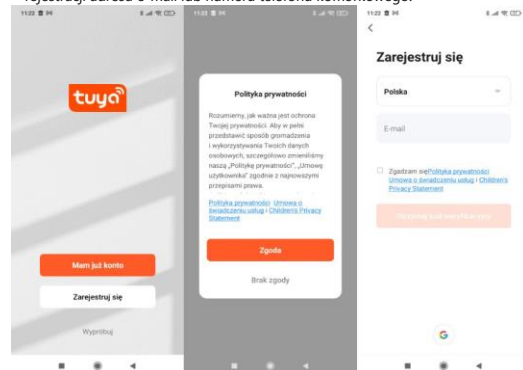 rejestracji adresu e-mail lub numeru telefonu komórkowego.
11:22
tuya
Mam już konto
Zarejestruj się
Wypróbuj
11:22
Polityka prywatności
Rozumiemy, jak ważna jest ochrona
Twojej prywatności. Aby w pełni
przedstawić sposób gromadzenia
i wykorzystywania Twoich danych
osobowych, szczegółowo zmieniliśmy
naszą „Politykę prywatności”, „Umowę
użytkownika” zgodnie z najnowszymi
przepisami prawa.
Polityka prywatności Umowa o
świadczeniu usług i Children's Privacy
Statement
Zgoda
Brak zgody
11:22
Zarejestruj się
Polska
E-mail
Zgadzam sięPolityka prywatności
Umowa o świadczeniu usług i Children's
Privacy Statement